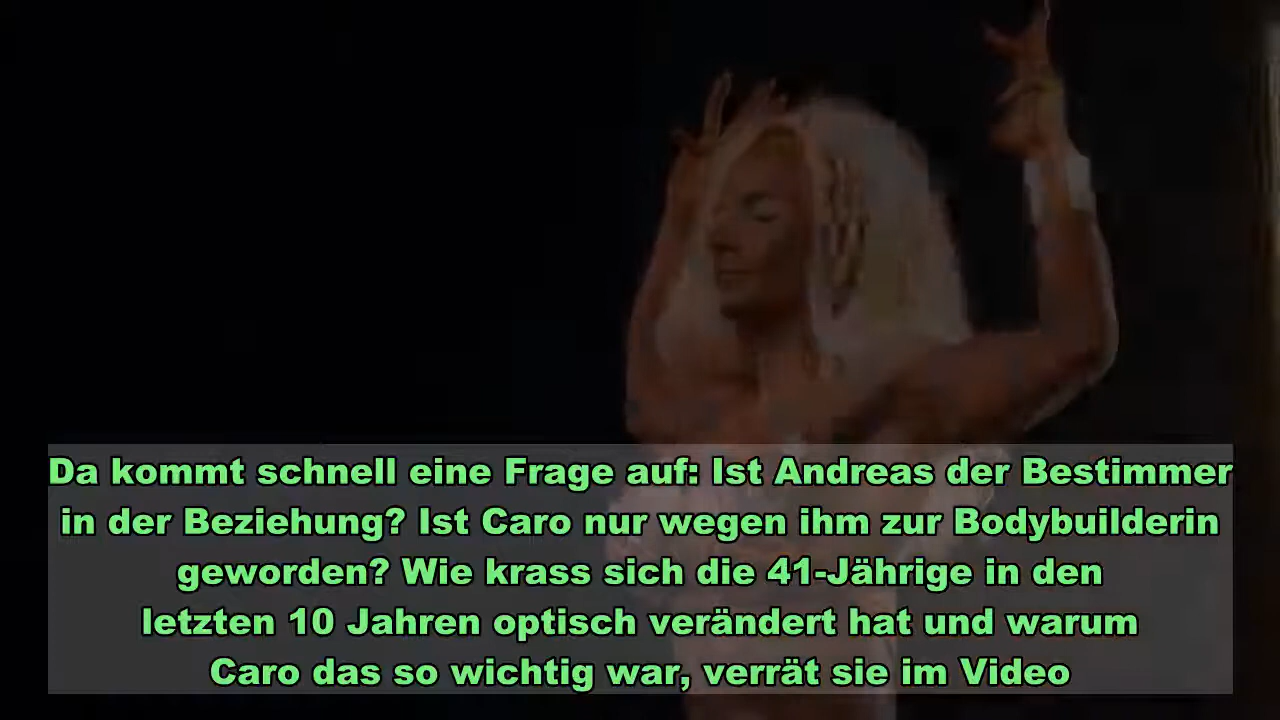 Da kommt schnell eine Frage auf: Ist Andreas der Bestimmer
in der Beziehung? Ist Caro nur wegen ihm zur Bodybuilderin
geworden? Wie krass sich die 41-Jährige in den
letzten 10 Jahren optisch verändert hat und warum
Caro das so wichtig war, verrät sie im Video